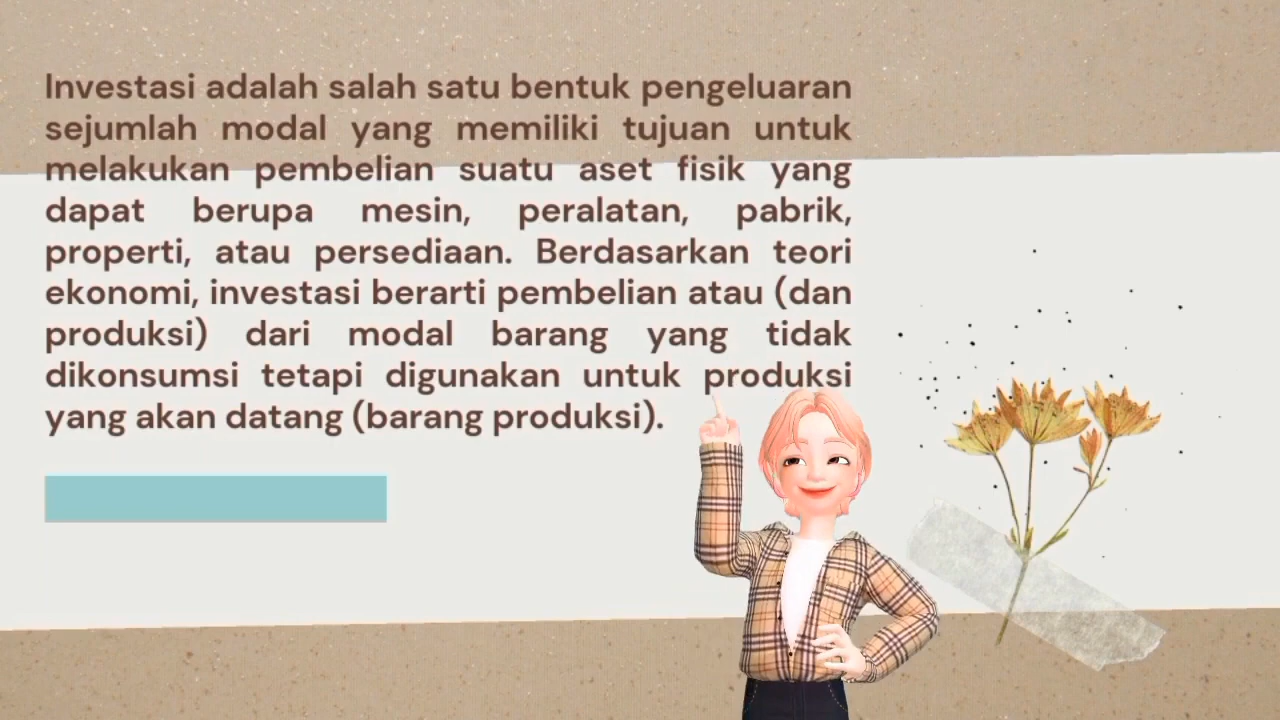 Investasi adalah salah satu bentuk pengeluaran
sejumlah modal yang memiliki tujuan untuk
melakukan pembelian suatu aset fisik yang
dapat berupa mesin, peralatan, pabrik,
properti, atau persediaan. Berdasarkan teori
ekonomi, investasi berarti pembelian atau (dan
produksi) dari modal barang yang tidak
dikonsumsi tetapi digunakan untuk produksi
yang akan datang (barang produksi).